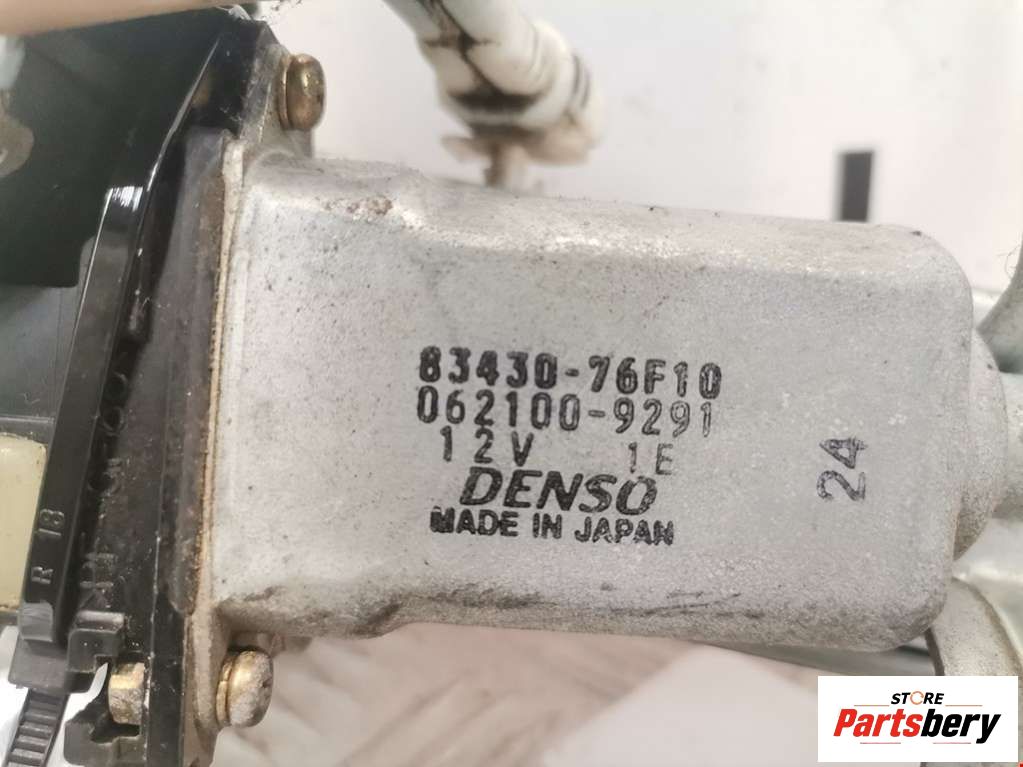 83430-76F10
062100-9291
12V 1E
DENSO
MADE IN JAPAN
24
R 18
STORE
Partsbery